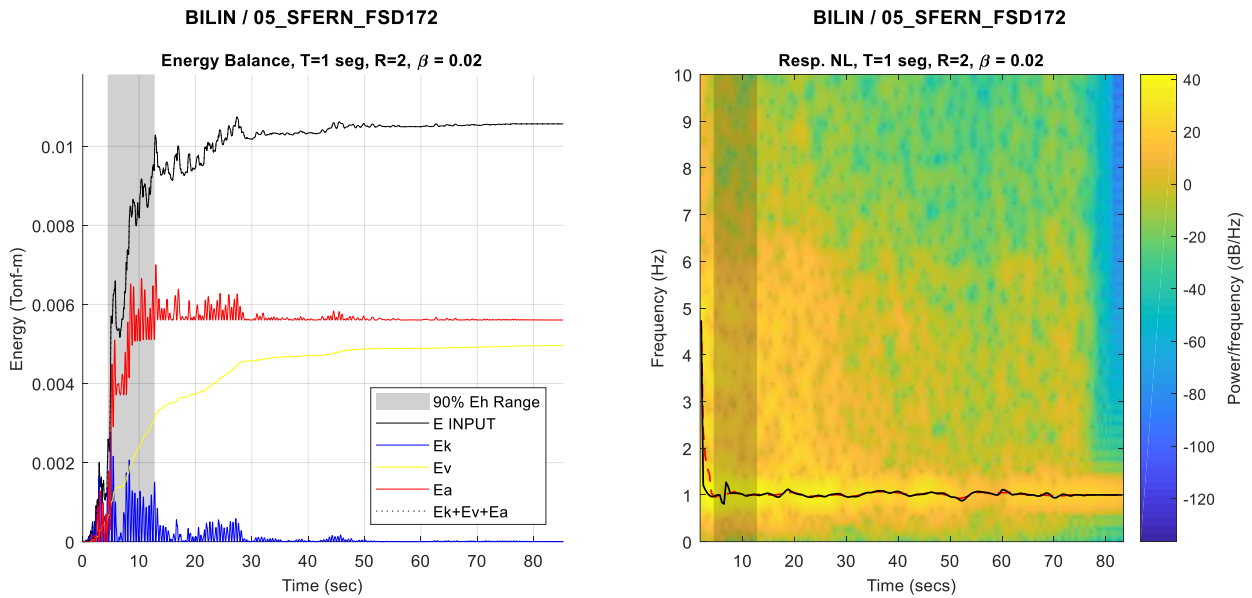 BILIN / 05_SFERN_FSD172
Energy Balance, T=1 seg, R=2, β = 0.02
Energy (Tonf-m)
0.01
0.008
0.006
0.004
0.002
0
0 10 20 30 40 50 60 70 80
Time (sec)
90% Eh Range
E INPUT
Ek
Ev
Ea
Ek+Ev+Ea
BILIN / 05_SFERN_FSD172
Resp. NL, T=1 seg, R=2, β = 0.02
Frequency (Hz)
10
9
8
7
6
5
4
3
2
1
0
10 20 30 40 50 60 70 80
Time (secs)
40
20
0
-20
-40
-60
-80
-100
-120
Power/frequency (dB/Hz)